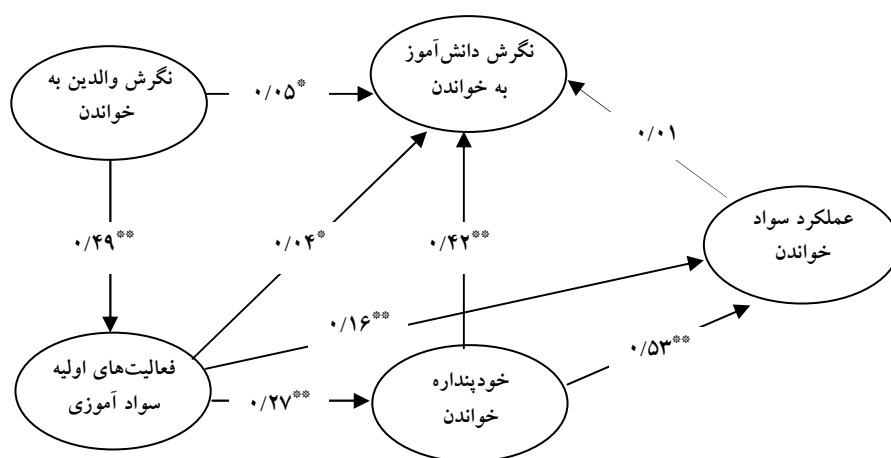 نگرش دانش‌آموز
به خواندن
نگرش والدین به
خواندن
۰/۰۵*
۰/۰۱
عملکرد سواد
خواندن
۰/۴۹**
۰/۰۴*
۰/۴۲**
۰/۱۶**
۰/۵۳**
فعالیت‌های اولیه
سواد آموزی
۰/۲۷**
خودپنداره
خواندن